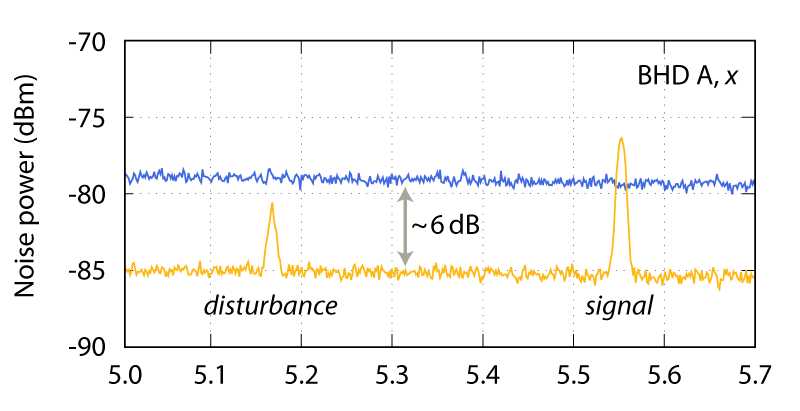 -70
BHD A, x
-75
Noise power (dBm)
-80
~6 dB
-85
disturbance
signal
-90
5.0 5.1 5.2 5.3 5.4 5.5 5.6 5.7